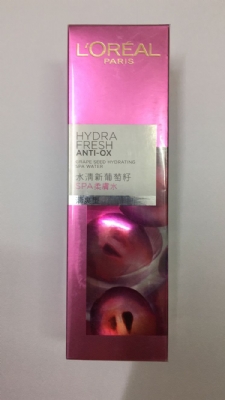 L'ORÉAL
PARIS
HYDRA
FRESH
ANTI-OX
GRAPE SEED HYDRATING
SPA WATER
水清新葡萄籽
SPA柔膚水